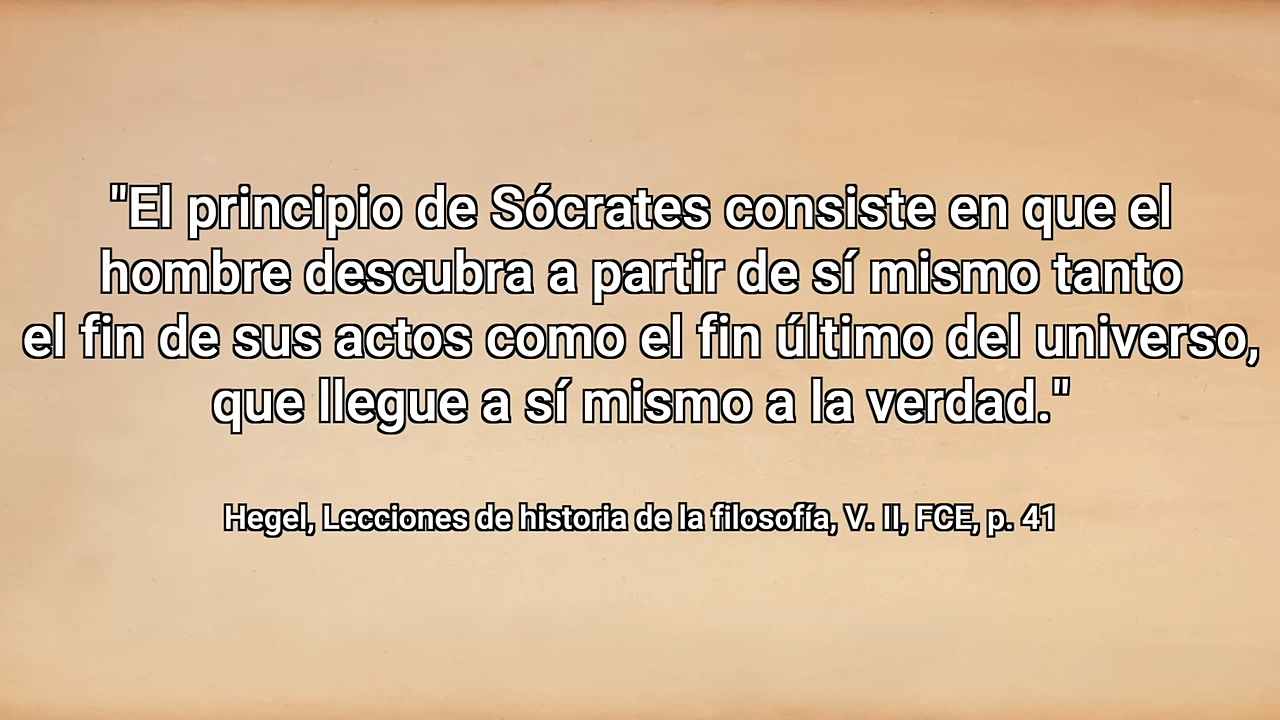 "El principio de Sócrates consiste en que el
hombre descubra a partir de sí mismo tanto
el fin de sus actos como el fin último del universo,
que llegue a sí mismo a la verdad."
Hegel, Lecciones de historia de la filosofía, V. II, FCE, p. 41